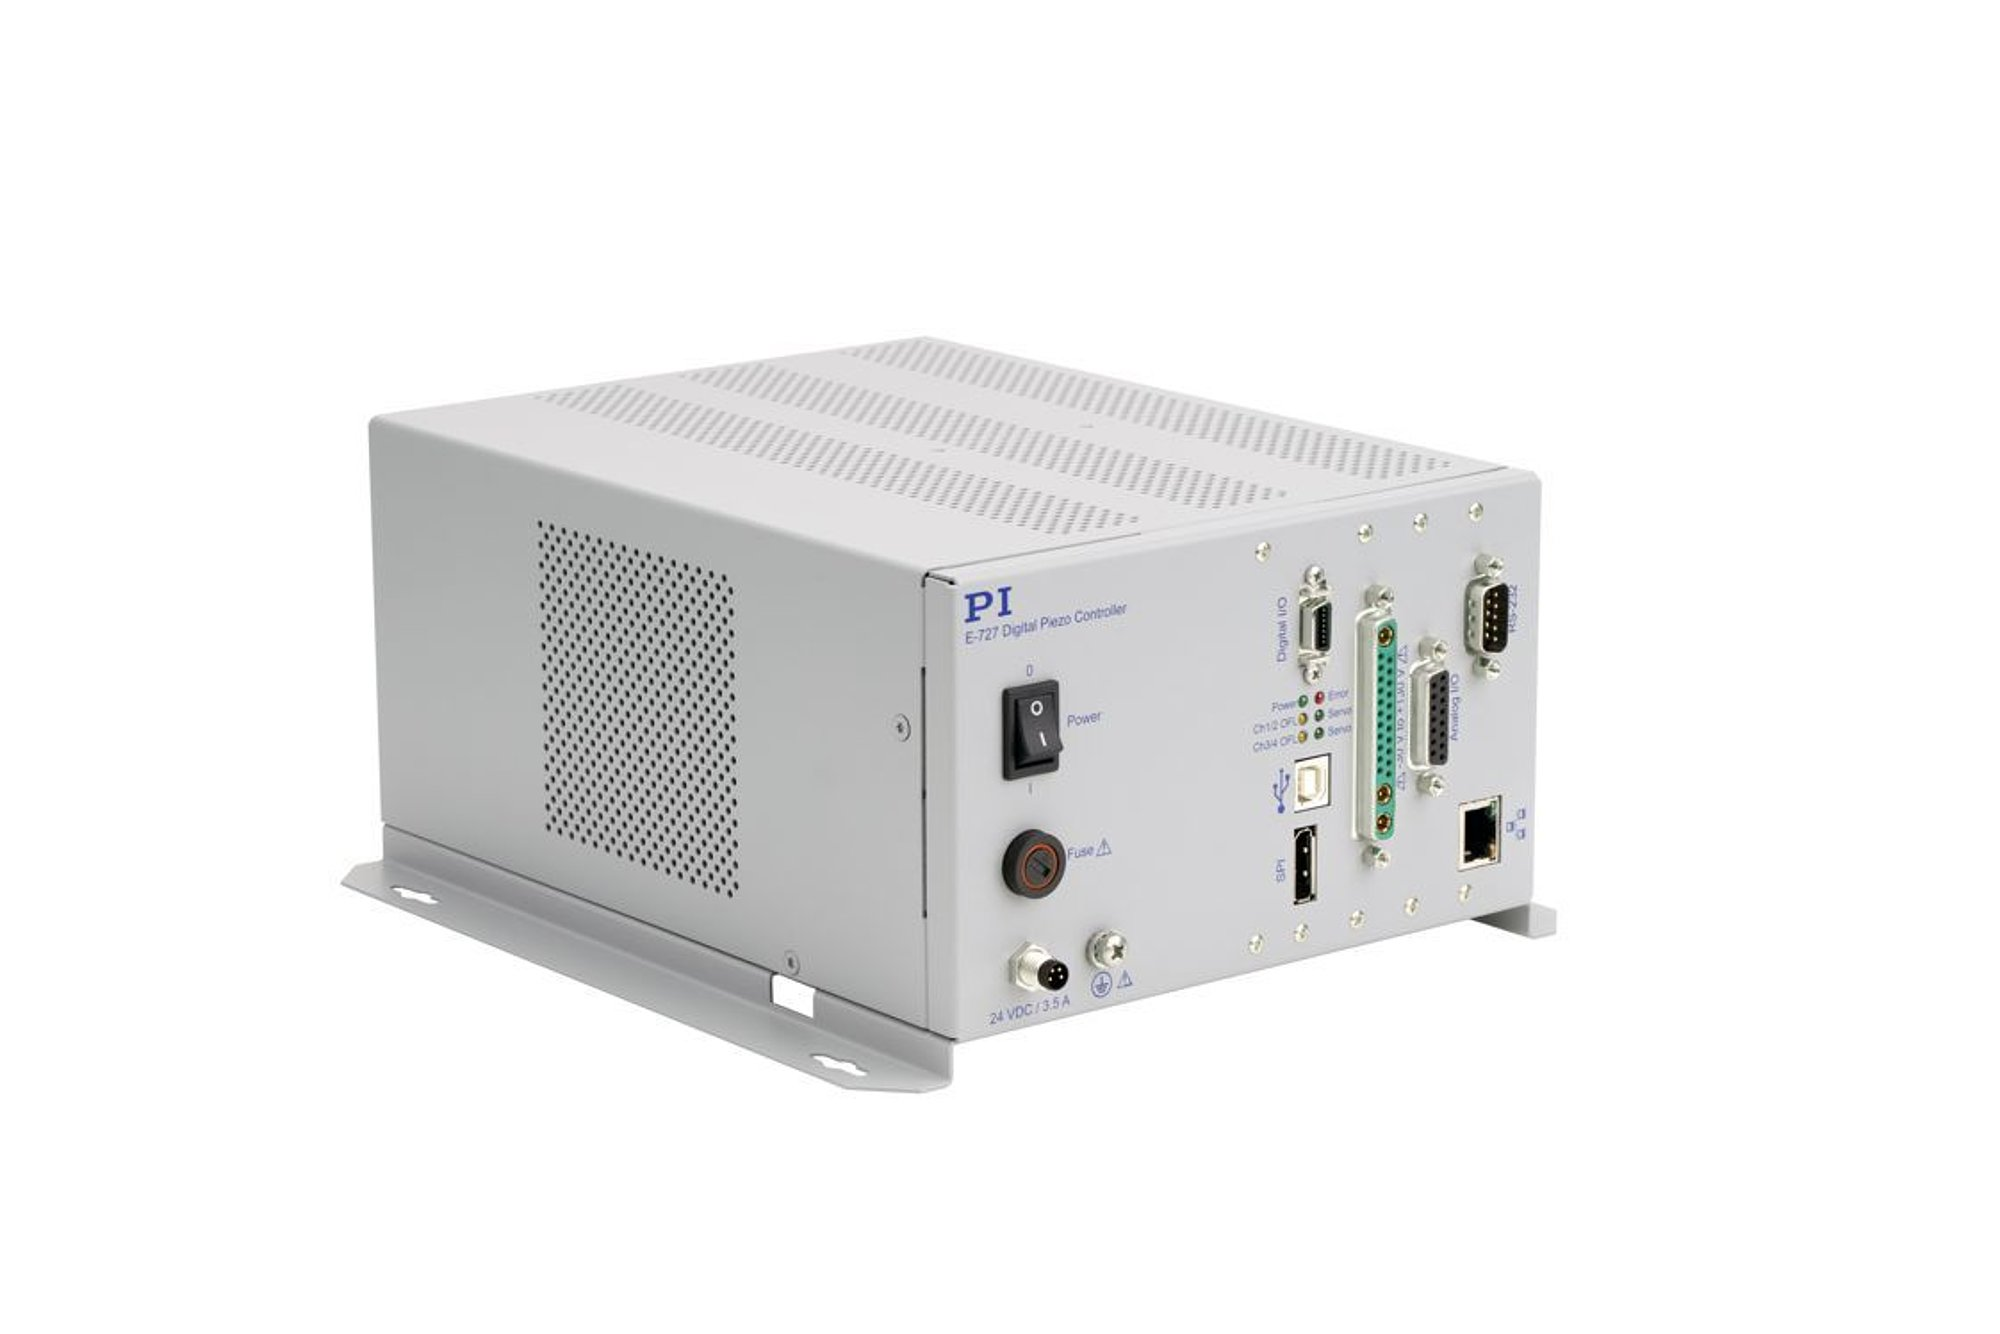 PI
E-727 Digital Piezo Controller
0
Power
I
Fuse
24 VDC / 3.5 A
Digital I/O
Power Error
Ch1/2 OFL Servo
Ch3/4 OFL Servo
SPI
Analog I/O
RS-232